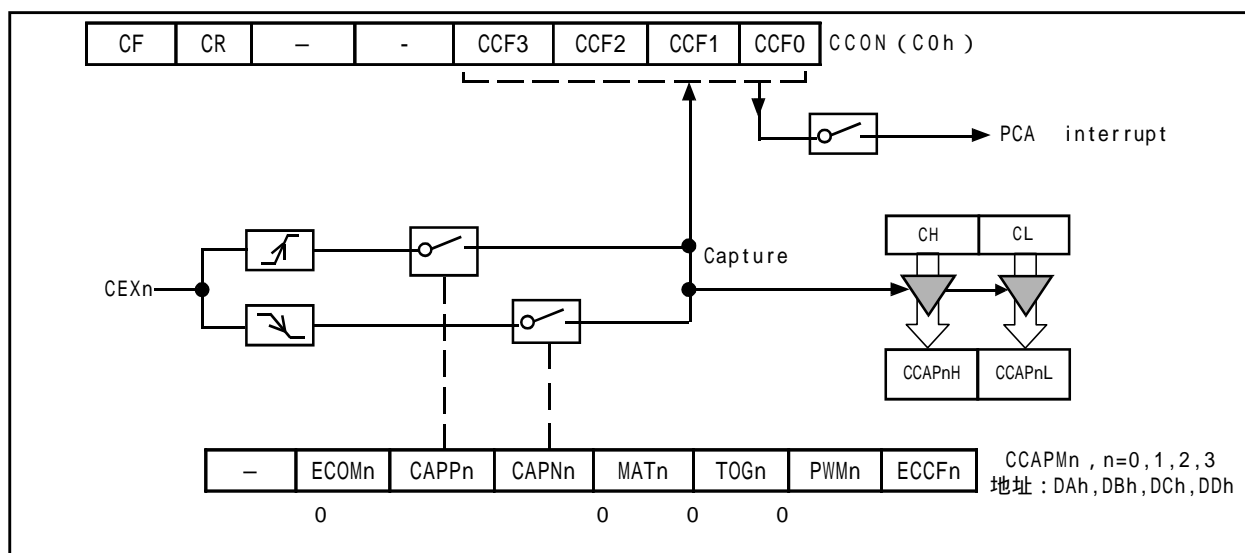 CF CR – - CCF3 CCF2 CCF1 CCF0 CCON (C0h)
PCA interrupt
CH CL
Capture
CEXn
CCAPnH CCAPnL
– ECOMn CAPPn CAPNn MATn TOGn PWMn ECCFn
CCAPMn , n=0,1,2,3
地址 : DAh,DBh,DCh,DDh
0 0 0 0